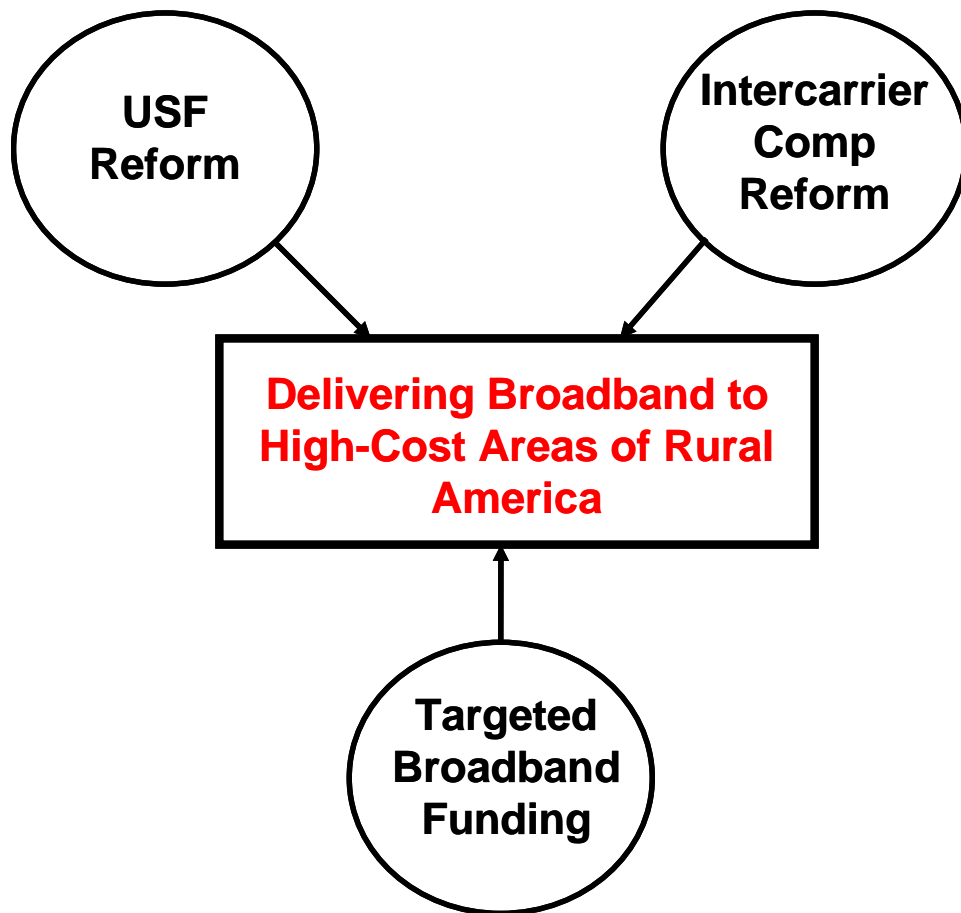 USF
Reform
Intercarrier
Comp
Reform
Delivering Broadband to
High-Cost Areas of Rural
America
Targeted
Broadband
Funding